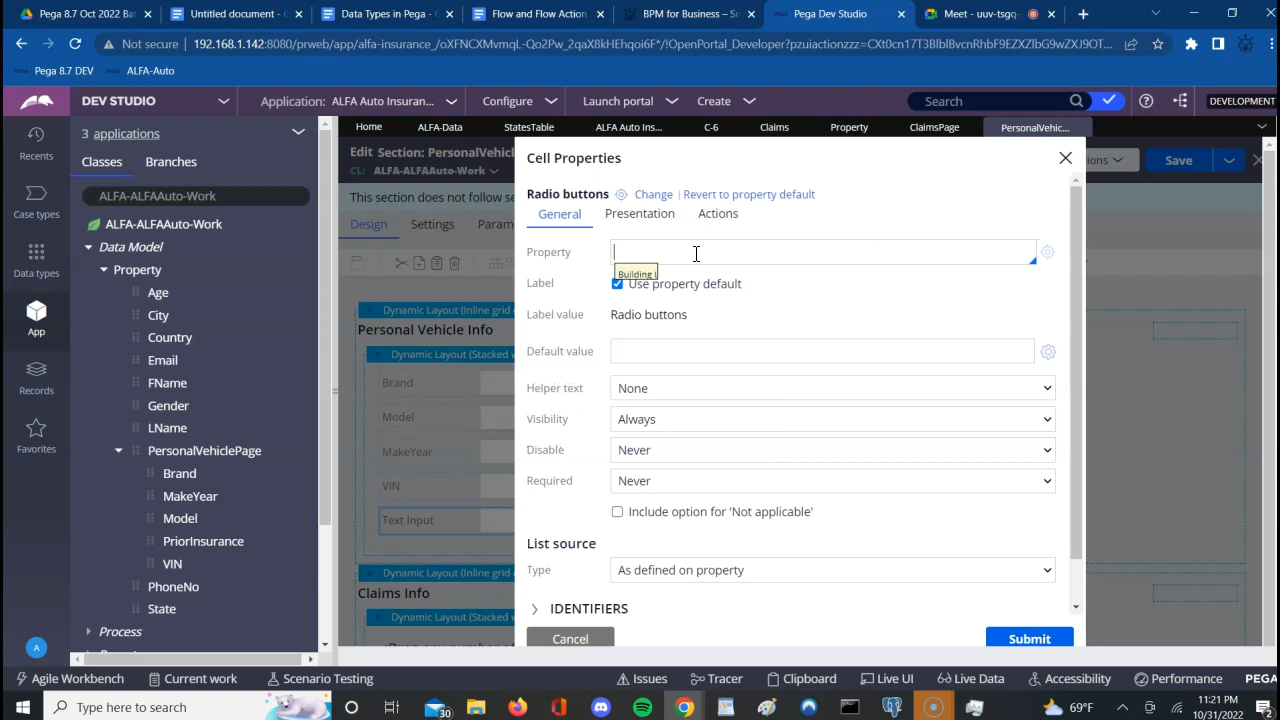 Pega 8.7 Oct 2022 Bat
Untitled document - G
Data Types in Pega -
Flow and Flow Action
BPM for Business – Sn
Pega Dev Studio
Meet - uuv-tsgq-
Not secure
192.168.1.142:8080/prweb/app/alfa-insurance_/oXFNCXvMmqL-Qo2Pw_2qaX8kHEhqoi6F*/!OpenPortal_Developer?pzuiactionzzz=CXt0cn17T3BlblBvcnRhbF9EZXZlbG9wZXJ9OT...
Pega 8.7 DEV
ALFA-Auto
DEV STUDIO
Application: ALFA Auto Insuran...
Configure
Launch portal
Create
Search
DEVELOPMENT
3 applications
Home
ALFA-Data
StatesTable
ALFA Auto Ins...
C-6
Claims
Property
ClaimsPage
PersonalVehic...
Recents
Case types
Data types
App
Records
Favorites
A
Classes
Branches
ALFA-ALFAAuto-Work
ALFA-ALFAAuto-Work
Data Model
Property
Age
City
Country
Email
FName
Gender
LName
PersonalVehiclePage
Brand
MakeYear
Model
PriorInsurance
VIN
PhoneNo
State
Process
Edit Section: PersonalVehicl
CL: ALFA-ALFAAuto-Work
ions
Save
This section does not follow s
Design
Settings
Param
Dynamic Layout (Inline grid
Personal Vehicle Info
Dynamic Layout (Stacked w
Brand
Model
MakeYear
VIN
Text Input
Dynamic Layout (Inline grid
Claims Info
Dynamic Layout (Stacked w
Cell Properties
Radio buttons
Change | Revert to property default
General
Presentation
Actions
Property
Building L
Label
Use property default
Label value
Radio buttons
Default value
Helper text
None
Visibility
Always
Disable
Never
Required
Never
Include option for 'Not applicable'
List source
Type
As defined on property
IDENTIFIERS
Cancel
Submit
Agile Workbench
Current work
Scenario Testing
Issues
Tracer
Clipboard
Live UI
Live Data
Accessibility
Performance
PEGA
Type here to search
30
69°F
11:21 PM
10/31/2022